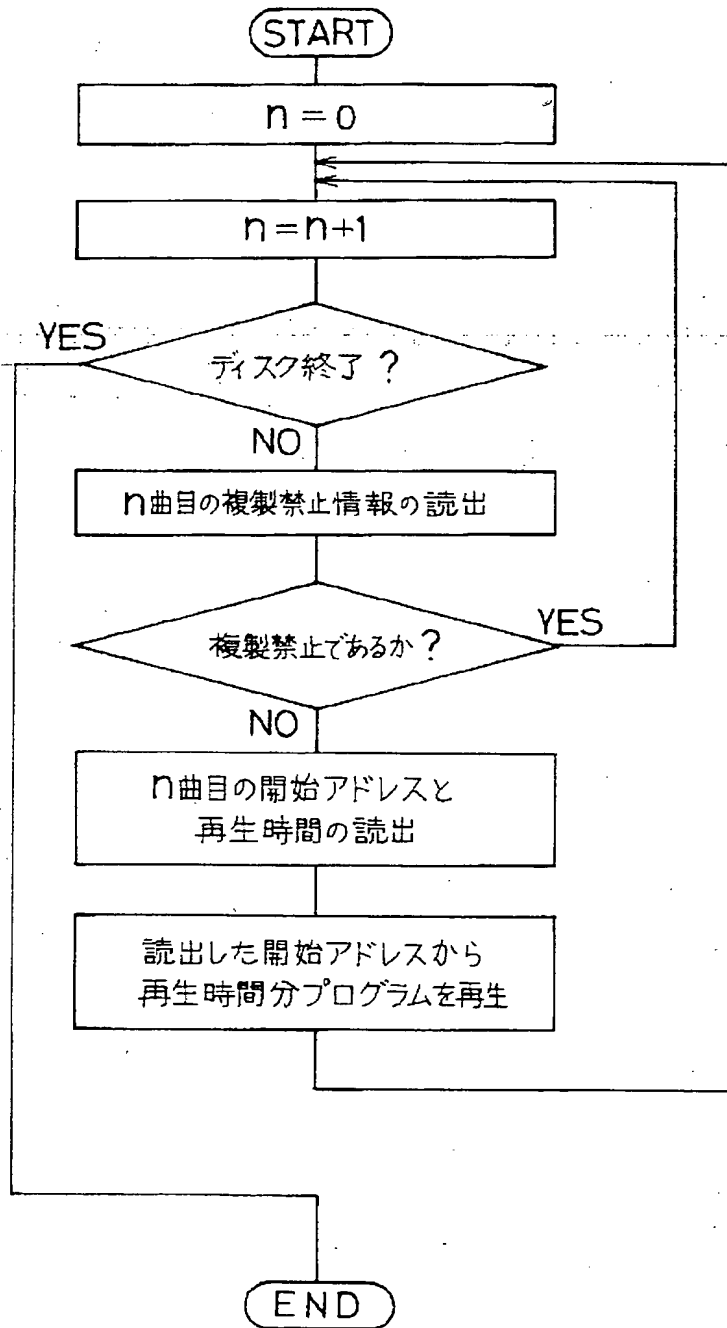 START
n=0
n=n+1
YES
ディスク終了?
NO
n曲目の複製禁止情報の読出
複製禁止であるか?
YES
NO
n曲目の開始アドレスと
再生時間の読出
読出した開始アドレスから
再生時間分プログラムを再生
END